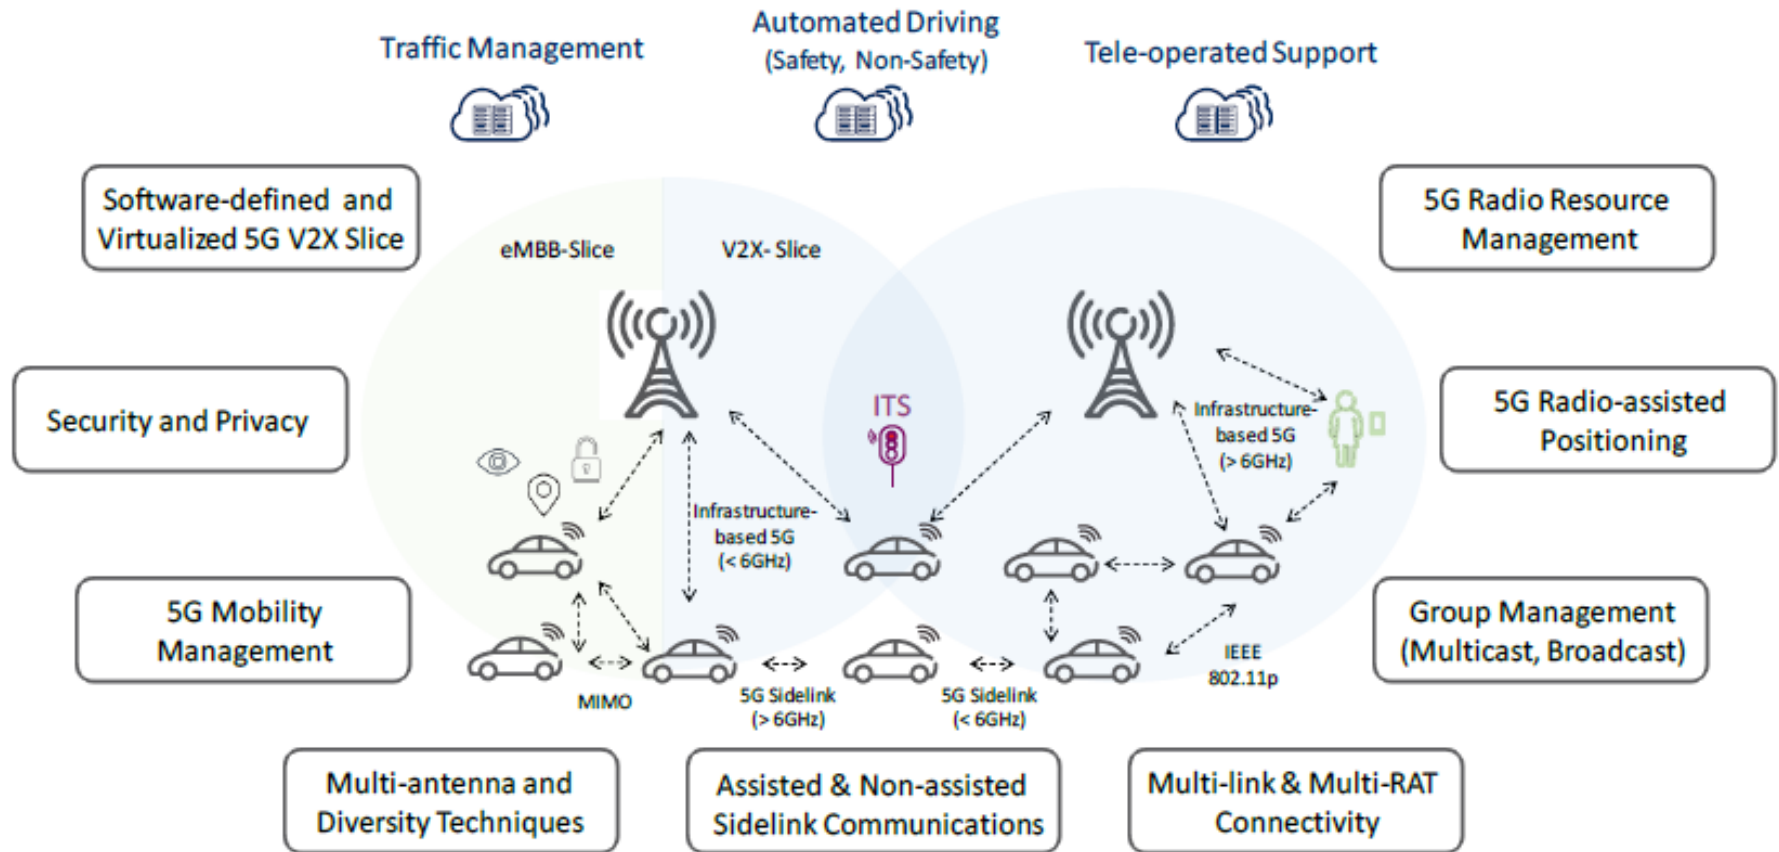 Traffic Management
Automated Driving
(Safety, Non-Safety)
Tele-operated Support
Software-defined and
Virtualized 5G V2X Slice
eMBB-Slice
V2X- Slice
5G Radio Resource
Management
Security and Privacy
ITS
Infrastructure-
based 5G
(> 6GHz)
5G Radio-assisted
Positioning
Infrastructure-
based 5G
(< 6GHz)
5G Mobility
Management
Group Management
(Multicast, Broadcast)
MIMO
5G Sidelink
(> 6GHz)
5G Sidelink
(< 6GHz)
IEEE
802.11p
Multi-antenna and
Diversity Techniques
Assisted & Non-assisted
Sidelink Communications
Multi-link & Multi-RAT
Connectivity